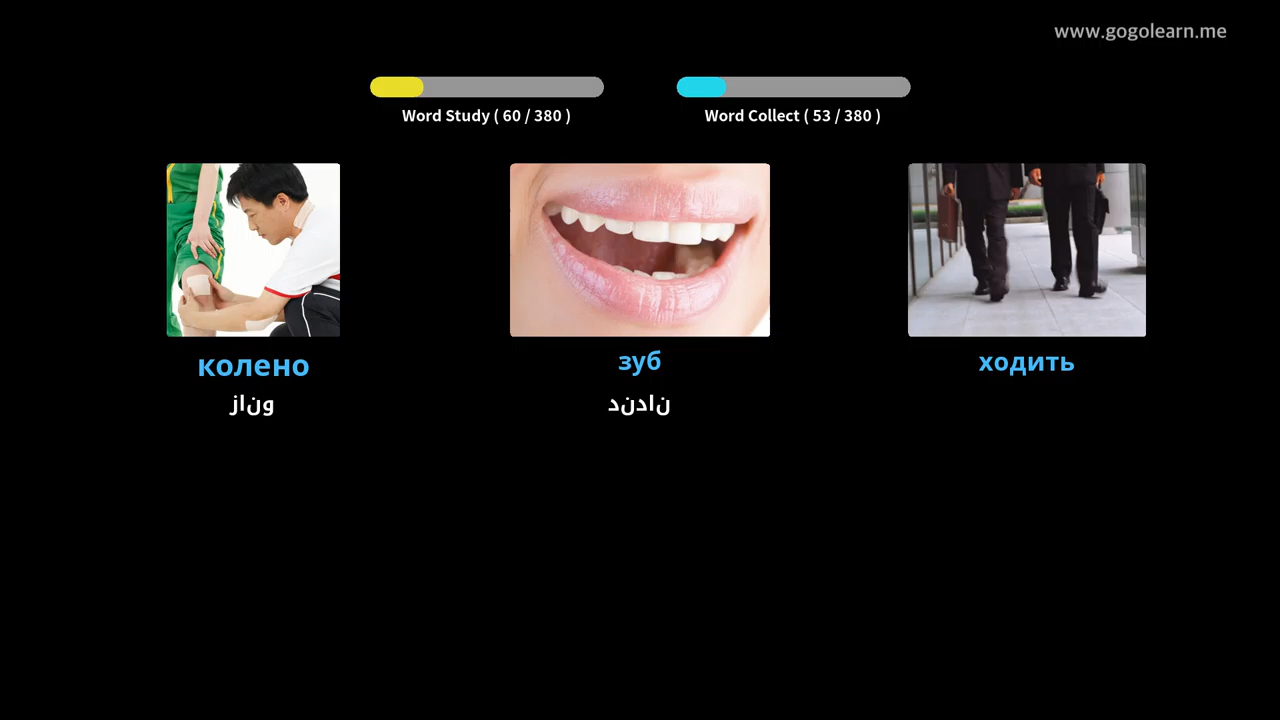 www.gogolearn.me
Word Study ( 60 / 380 )
Word Collect ( 53 / 380 )
колено
зуб
ходить
زانو
دندان